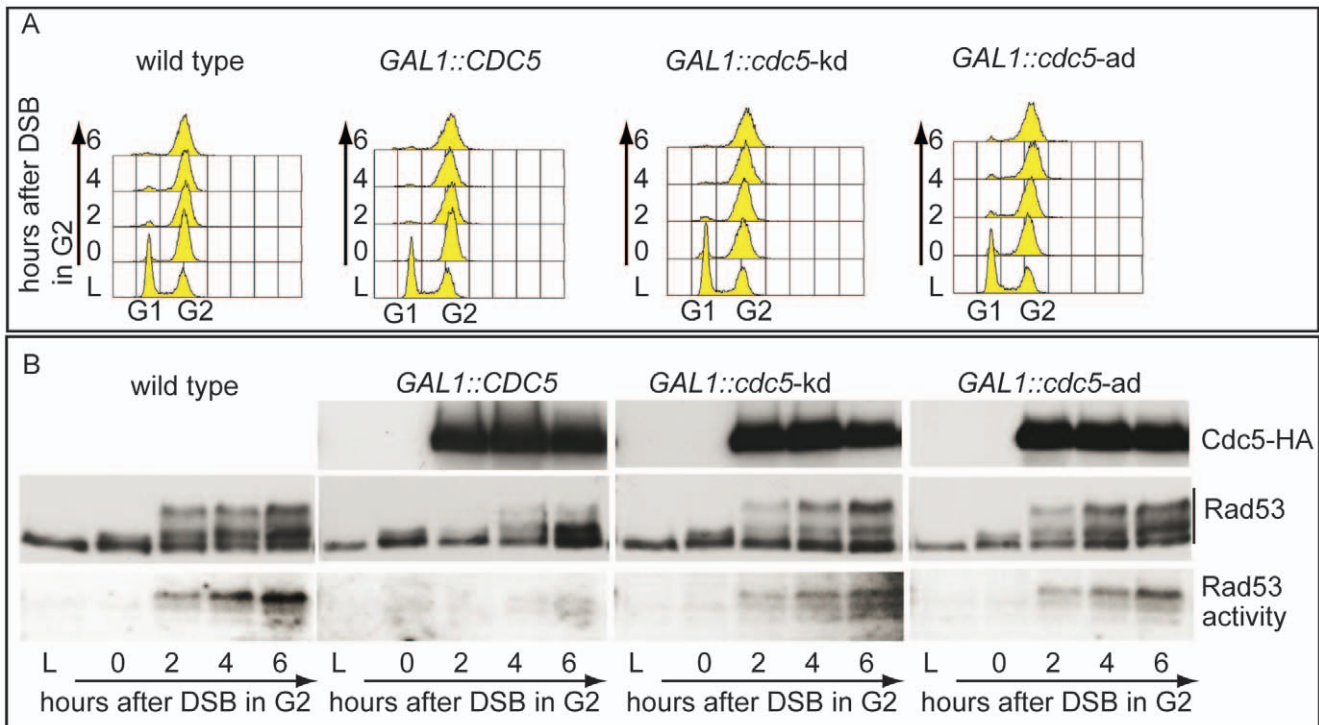 A
wild type
GAL1::CDC5
GAL1::cdc5-kd
GAL1::cdc5-ad
hours after DSB
in G2
6
4
2
0
L
G1 G2
6
4
2
0
L
G1 G2
6
4
2
0
L
G1 G2
6
4
2
0
L
G1 G2
B
wild type
GAL1::CDC5
GAL1::cdc5-kd
GAL1::cdc5-ad
Cdc5-HA
Rad53
Rad53
activity
L 0 2 4 6
hours after DSB in G2
L 0 2 4 6
hours after DSB in G2
L 0 2 4 6
hours after DSB in G2
L 0 2 4 6
hours after DSB in G2